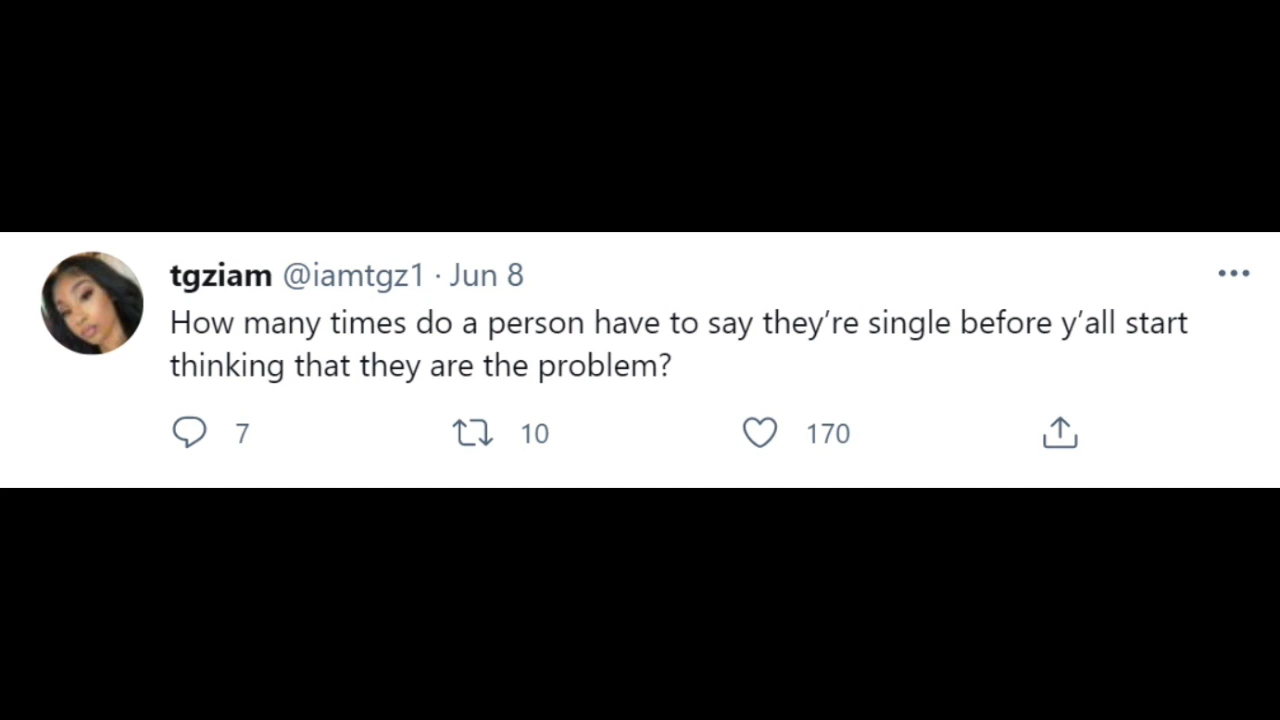 tgziam @iamtgz1 · Jun 8
How many times do a person have to say they’re single before y’all start
thinking that they are the problem?
7 10 170